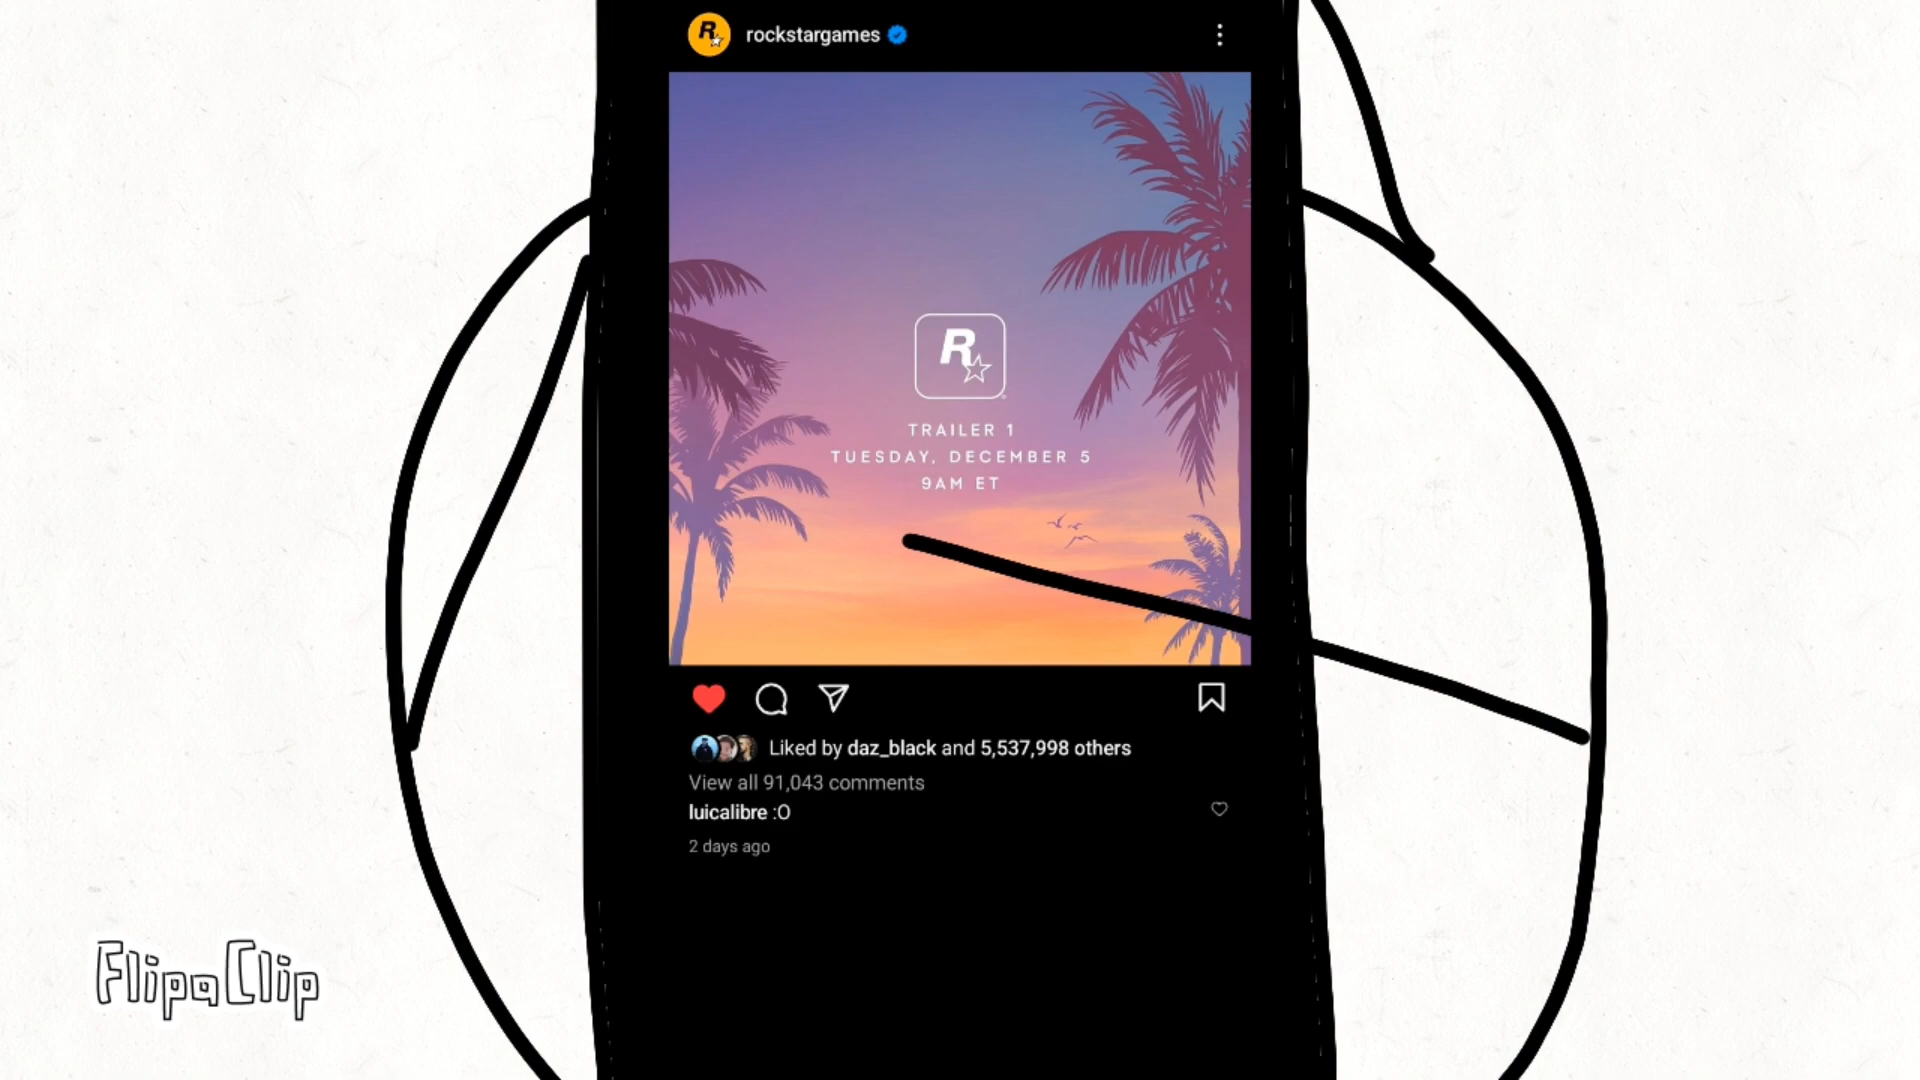 R
rockstargames
R
TRAILER 1
TUESDAY, DECEMBER 5
9AM ET
Liked by daz_black and 5,537,998 others
View all 91,043 comments
luicalibre :O
2 days ago
FlipaClip